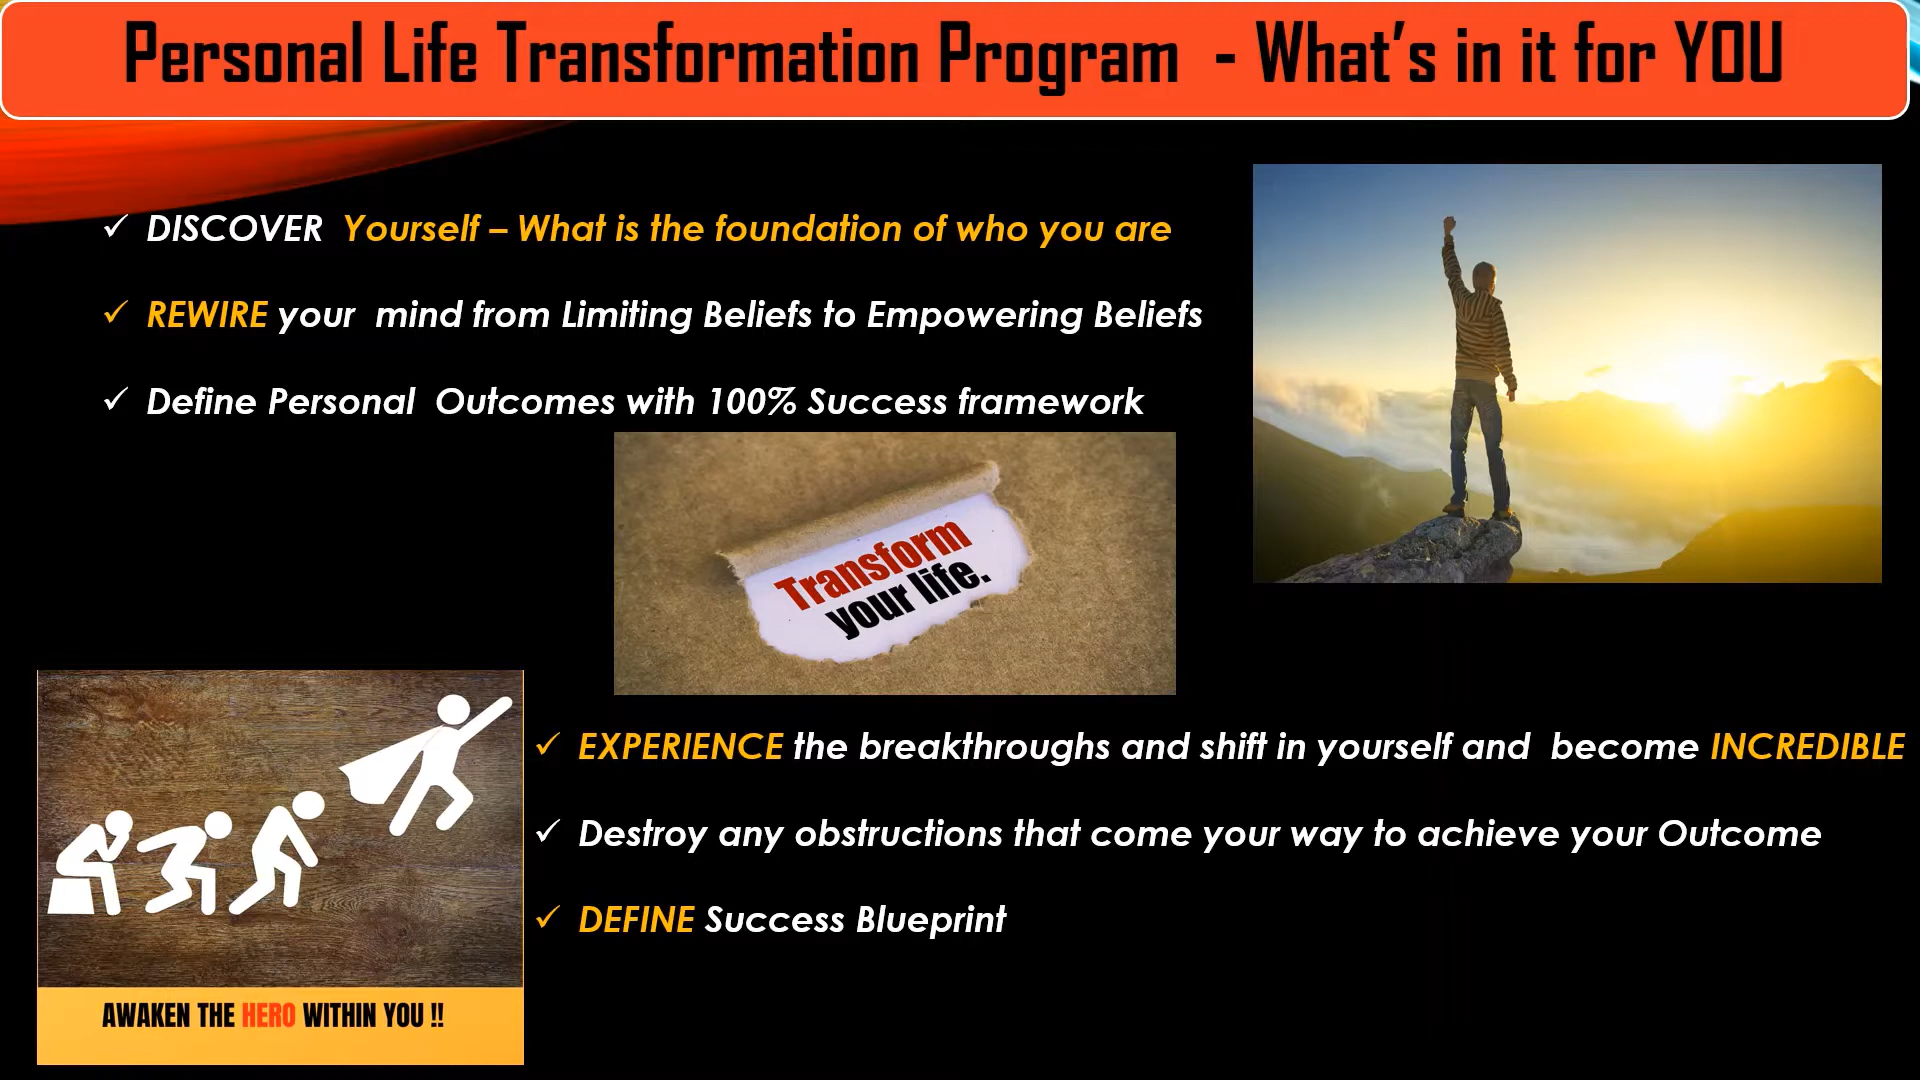 Personal Life Transformation Program - What's in it for YOU
✓ DISCOVER Yourself – What is the foundation of who you are
✓ REWIRE your mind from Limiting Beliefs to Empowering Beliefs
✓ Define Personal Outcomes with 100% Success framework
Transform
your life.
✓ EXPERIENCE the breakthroughs and shift in yourself and become INCREDIBLE
✓ Destroy any obstructions that come your way to achieve your Outcome
✓ DEFINE Success Blueprint
AWAKEN THE HERO WITHIN YOU !!